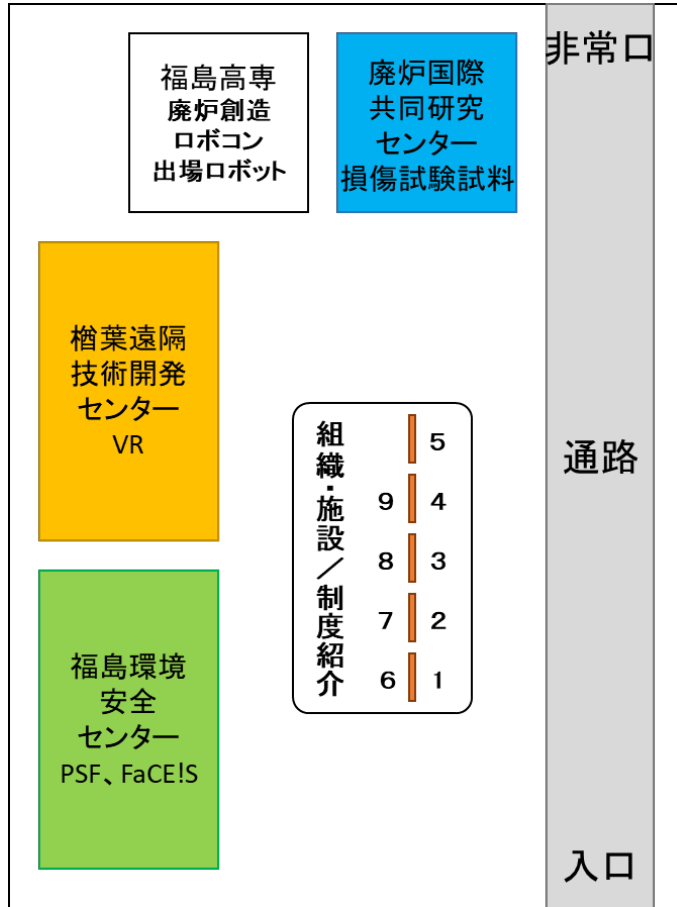 福島高専
廃炉創造
ロボコン
出場ロボット
廃炉国際
共同研究
センター
損傷試験試料
非常口
楢葉遠隔
技術開発
センター
VR
組織・施設／制度紹介
5
9 4
8 3
7 2
6 1
通路
福島環境
安全
センター
PSF、FaCE!S
入口